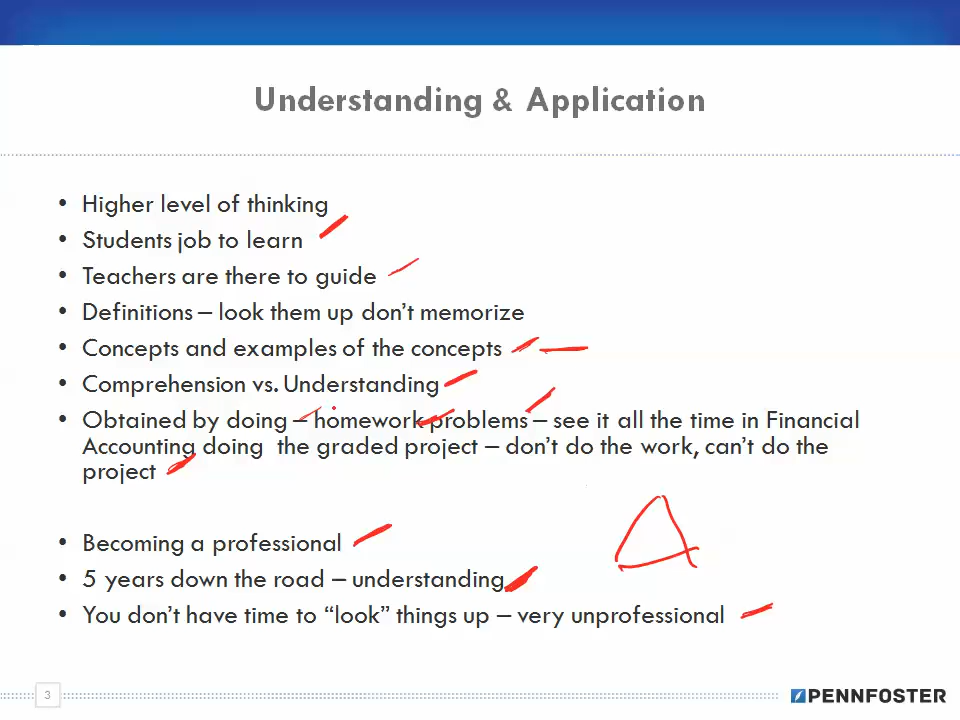 Understanding & Application
• Higher level of thinking
• Students job to learn
• Teachers are there to guide
• Definitions – look them up don't memorize
• Concepts and examples of the concepts
• Comprehension vs. Understanding
• Obtained by doing – homework problems – see it all the time in Financial
Accounting doing the graded project – don't do the work, can't do the
project
• Becoming a professional
• 5 years down the road – understanding
• You don't have time to “look” things up – very unprofessional
3
PENNFOSTER